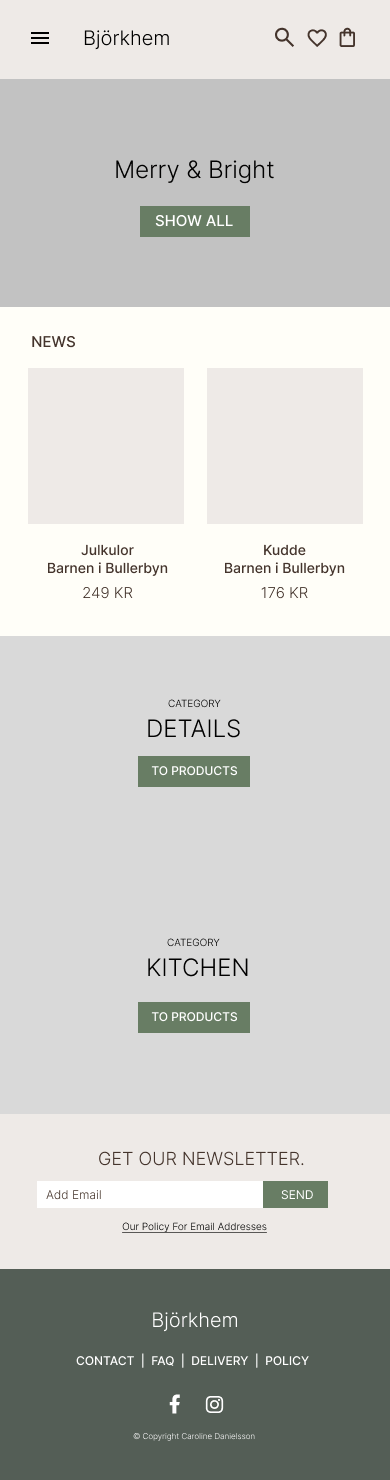 Björkhem
Merry & Bright
SHOW ALL
NEWS
Julkulor
Barnen i Bullerbyn
249 KR
Kudde
Barnen i Bullerbyn
176 KR
CATEGORY
DETAILS
TO PRODUCTS
CATEGORY
KITCHEN
TO PRODUCTS
GET OUR NEWSLETTER.
Add Email
SEND
Our Policy For Email Addresses
Björkhem
CONTACT | FAQ | DELIVERY | POLICY
© Copyright Caroline Danielsson